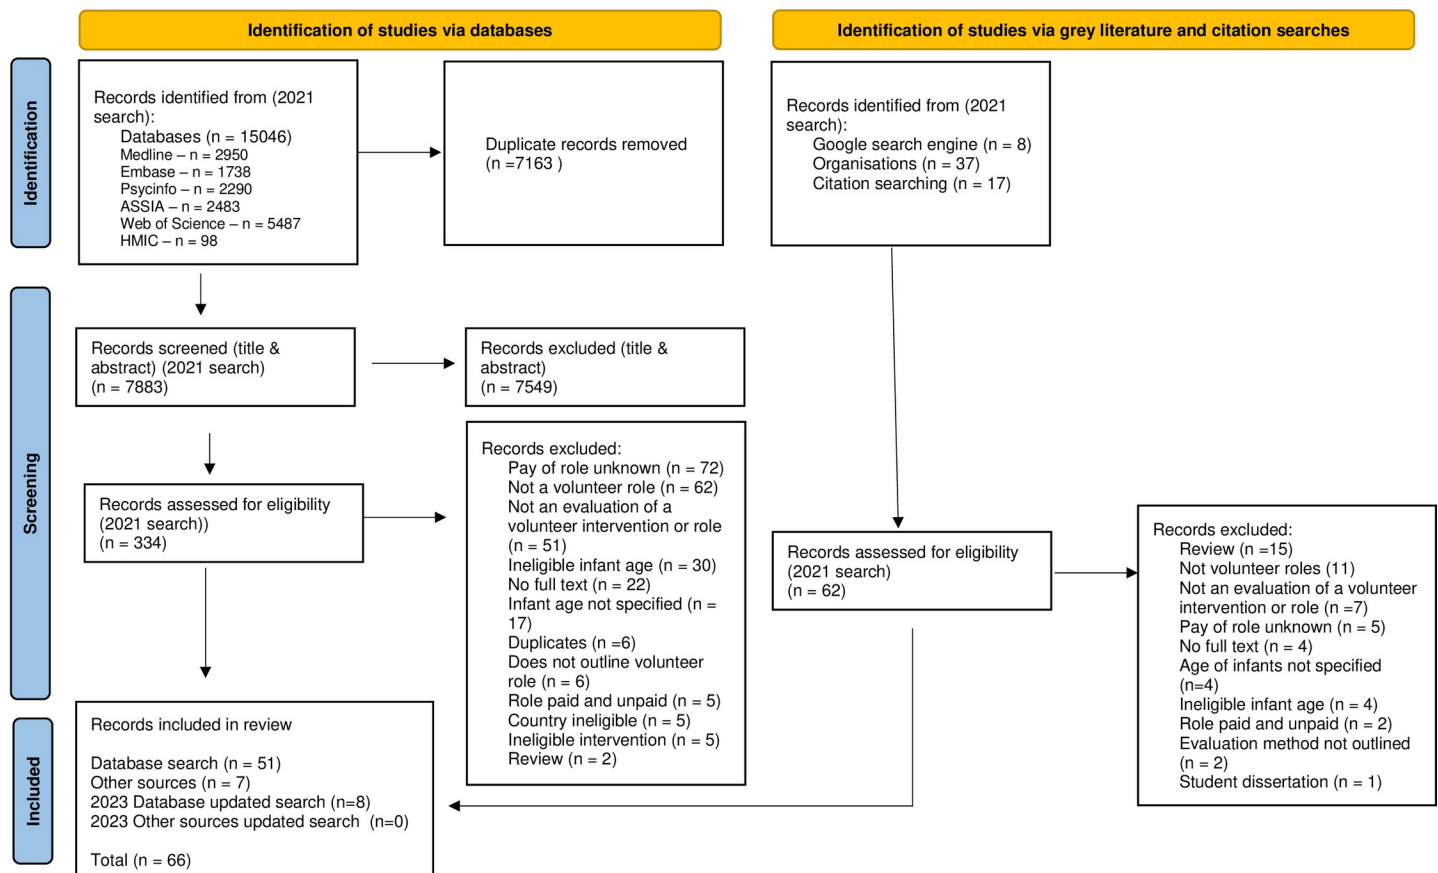 Identification of studies via databases
Identification of studies via grey literature and citation searches
Identification
Records identified from (2021
search):
Databases (n = 15046)
Medline – n = 2950
Embase – n = 1738
Psycinfo – n = 2290
ASSIA – n = 2483
Web of Science – n = 5487
HMIC – n = 98
Duplicate records removed
(n =7163 )
Records identified from (2021
search):
Google search engine (n = 8)
Organisations (n = 37)
Citation searching (n = 17)
Screening
Records screened (title &
abstract) (2021 search)
(n = 7883)
Records excluded (title &
abstract)
(n = 7549)
Records assessed for eligibility
(2021 search))
(n = 334)
Records excluded:
Pay of role unknown (n = 72)
Not a volunteer role (n = 62)
Not an evaluation of a
volunteer intervention or role
(n = 51)
Ineligible infant age (n = 30)
No full text (n = 22)
Infant age not specified (n =
17)
Duplicates (n =6)
Does not outline volunteer
role (n = 6)
Role paid and unpaid (n = 5)
Country ineligible (n = 5)
Ineligible intervention (n = 5)
Review (n = 2)
Records assessed for eligibility
(2021 search)
(n = 62)
Records excluded:
Review (n =15)
Not volunteer roles (11)
Not an evaluation of a volunteer
intervention or role (n =7)
Pay of role unknown (n = 5)
No full text (n = 4)
Age of infants not specified
(n=4)
Ineligible infant age (n = 4)
Role paid and unpaid (n = 2)
Evaluation method not outlined
(n = 2)
Student dissertation (n = 1)
Included
Records included in review
Database search (n = 51)
Other sources (n = 7)
2023 Database updated search (n=8)
2023 Other sources updated search  (n=0)
Total (n = 66)